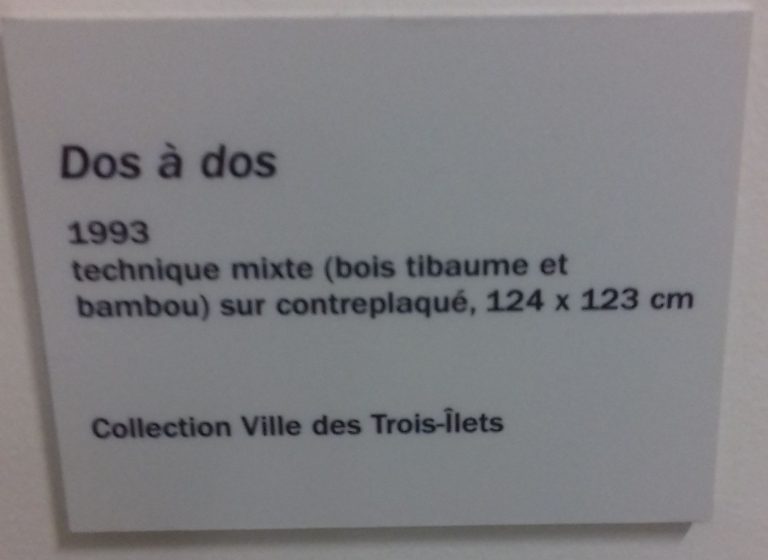 Dos à dos
1993
technique mixte (bois tibaume et
bambou) sur contreplaqué, 124 x 123 cm
Collection Ville des Trois-Îlets